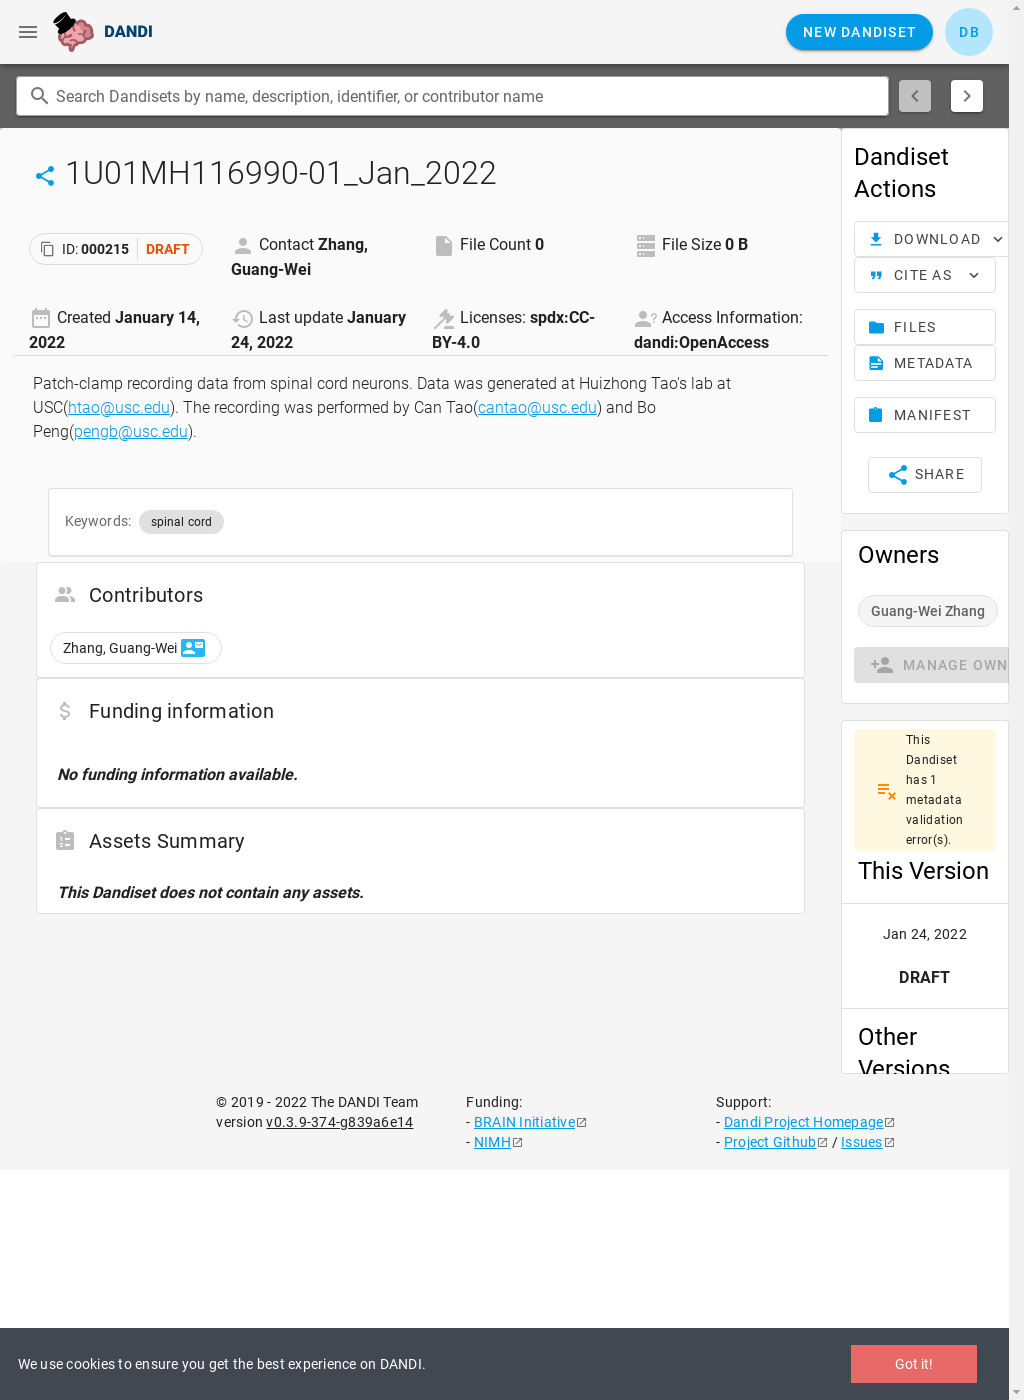 DANDI
NEW DANDISET
DB
Search Dandisets by name, description, identifier, or contributor name
1U01MH116990-01_Jan_2022
ID: 000215 DRAFT
Contact Zhang,
Guang-Wei
File Count 0
File Size 0 B
Created January 14,
2022
Last update January
24, 2022
Licenses: spdx:CC-
BY-4.0
Access Information:
dandi:OpenAccess
Patch-clamp recording data from spinal cord neurons. Data was generated at Huizhong Tao's lab at
USC(htao@usc.edu). The recording was performed by Can Tao(cantao@usc.edu) and Bo
Peng(pengb@usc.edu).
Keywords: spinal cord
Contributors
Zhang, Guang-Wei
Funding information
No funding information available.
Assets Summary
This Dandiset does not contain any assets.
Dandiset
Actions
DOWNLOAD
CITE AS
FILES
METADATA
MANIFEST
SHARE
Owners
Guang-Wei Zhang
MANAGE OWN
This
Dandiset
has 1
metadata
validation
error(s).
This Version
Jan 24, 2022
DRAFT
Other
Versions
© 2019 - 2022 The DANDI Team
version v0.3.9-374-g839a6e14
Funding:
- BRAIN Initiative
- NIMH
Support:
- Dandi Project Homepage
- Project Github / Issues
We use cookies to ensure you get the best experience on DANDI.
Got it!